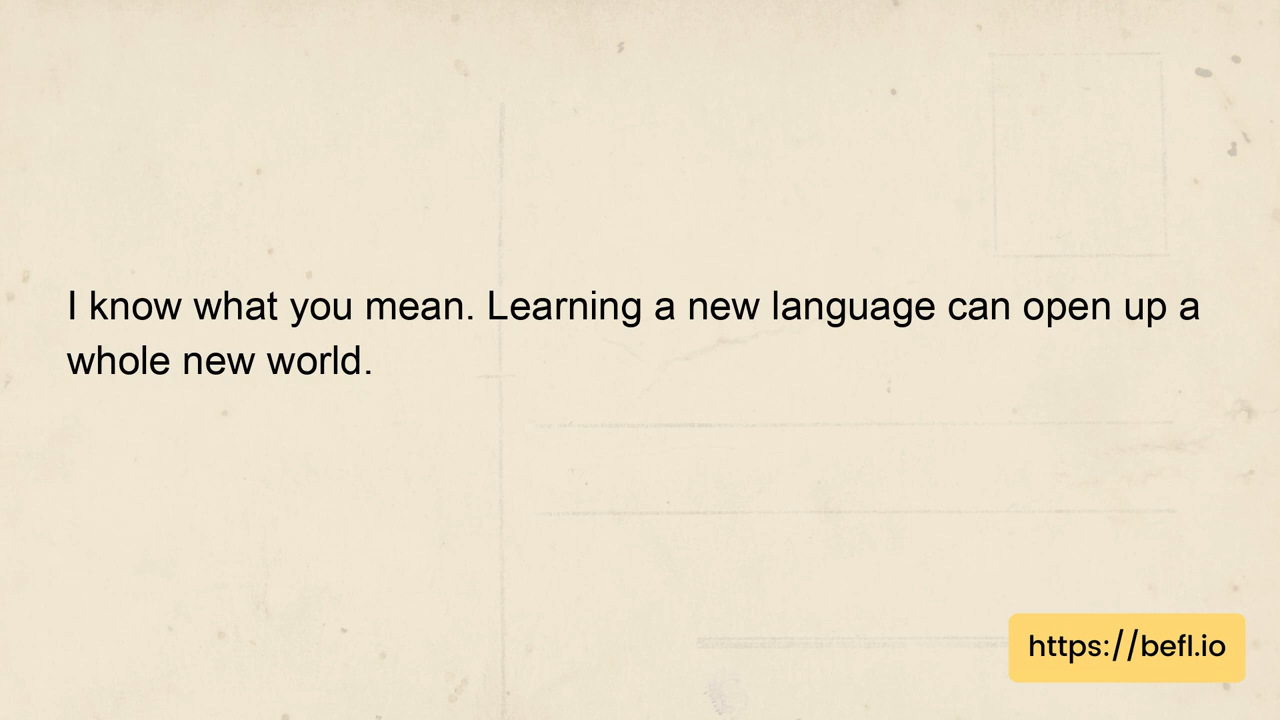 I know what you mean. Learning a new language can open up a
whole new world.
https://befl.io